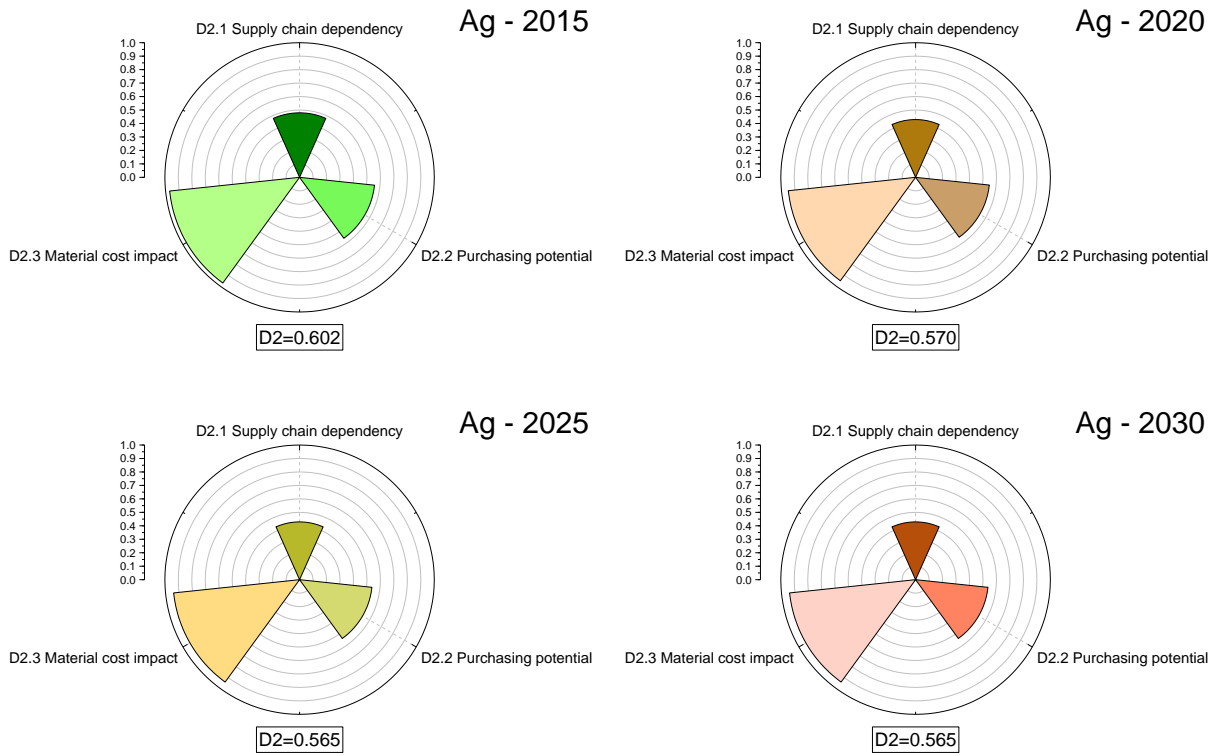 Ag - 2015
D2.1 Supply chain dependency
1.0
0.9
0.8
0.7
0.6
0.5
0.4
0.3
0.2
0.1
0.0
D2.3 Material cost impact
D2.2 Purchasing potential
D2=0.602
Ag - 2020
D2.1 Supply chain dependency
1.0
0.9
0.8
0.7
0.6
0.5
0.4
0.3
0.2
0.1
0.0
D2.3 Material cost impact
D2.2 Purchasing potential
D2=0.570
Ag - 2025
D2.1 Supply chain dependency
1.0
0.9
0.8
0.7
0.6
0.5
0.4
0.3
0.2
0.1
0.0
D2.3 Material cost impact
D2.2 Purchasing potential
D2=0.565
Ag - 2030
D2.1 Supply chain dependency
1.0
0.9
0.8
0.7
0.6
0.5
0.4
0.3
0.2
0.1
0.0
D2.3 Material cost impact
D2.2 Purchasing potential
D2=0.565